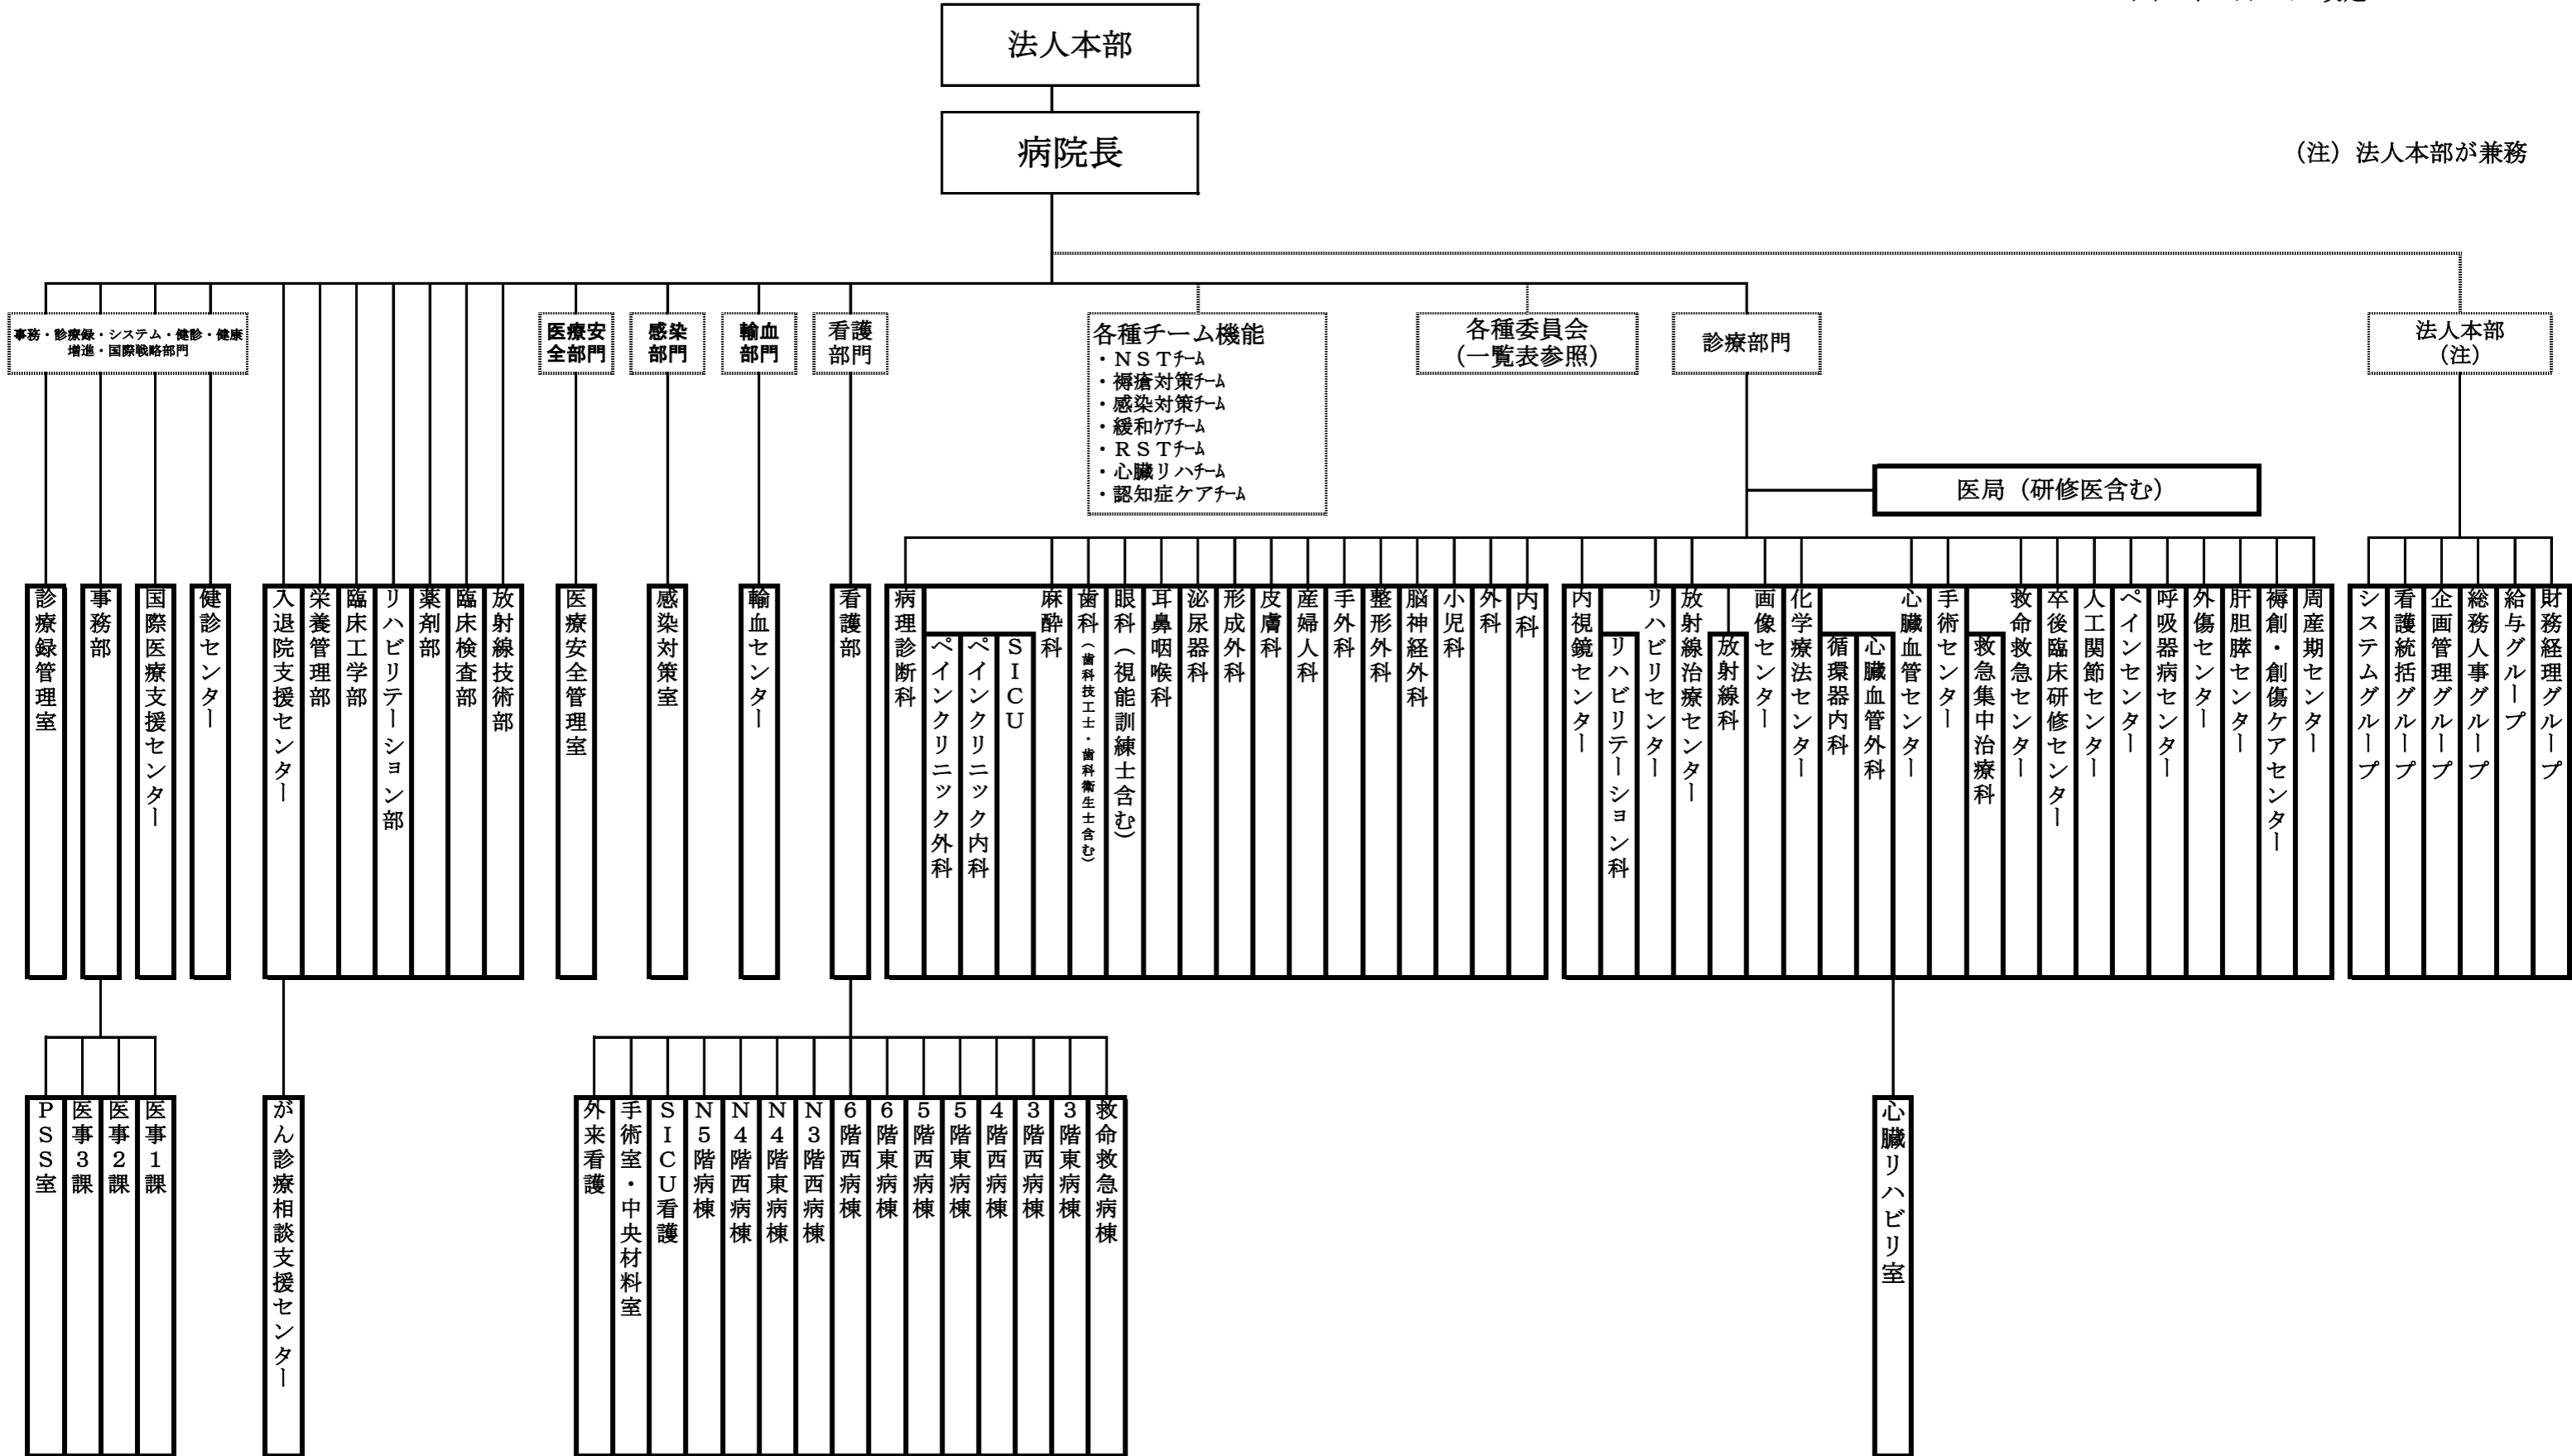 法人本部
病院長
（注）法人本部が兼務
事務・診療録・システム・健診・健康
増進・国際戦略部門
医療安
全部門
感染
部門
輸血
部門
看護
部門
各種チーム機能
・ＮＳＴﾁｰﾑ
・褥瘡対策ﾁｰﾑ
・感染対策ﾁｰﾑ
・緩和ｹｱﾁｰﾑ
・ＲＳＴﾁｰﾑ
・心臓リハﾁｰﾑ
・認知症ケアﾁｰﾑ
各種委員会
（一覧表参照）
診療部門
法人本部
（注）
医局（研修医含む）
診療録管理室
事務部
国際医療支援センター
健診センター
入退院支援センター
栄養管理部
臨床工学部
リハビリテーション部
薬剤部
臨床検査部
放射線技術部
医療安全管理室
感染対策室
輸血センター
看護部
病理診断科
ペインクリニック外科
ペインクリニック内科
ＳＩＣＵ
麻酔科
歯科（歯科技工士・歯科衛生士含む）
眼科（視能訓練士含む）
耳鼻咽喉科
泌尿器科
形成外科
皮膚科
産婦人科
手外科
整形外科
脳神経外科
小児科
外科
内科
内視鏡センター
リハビリテーション科
リハビリセンター
放射線治療センター
放射線科
画像センター
化学療法センター
循環器内科
心臓血管外科
心臓血管センター
手術センター
救急集中治療科
救命救急センター
卒後臨床研修センター
人工関節センター
ペインセンター
呼吸器病センター
外傷センター
肝胆膵センター
褥創・創傷ケアセンター
周産期センター
システムグループ
看護統括グループ
企画管理グループ
総務人事グループ
給与グループ
財務経理グループ
ＰＳＳ室
医事３課
医事２課
医事１課
がん診療相談支援センター
外来看護
手術室・中央材料室
ＳＩＣＵ看護
Ｎ５階病棟
Ｎ４階西病棟
Ｎ４階東病棟
Ｎ３階西病棟
６階西病棟
６階東病棟
５階西病棟
５階東病棟
４階西病棟
３階西病棟
３階東病棟
救命救急病棟
心臓リハビリ室